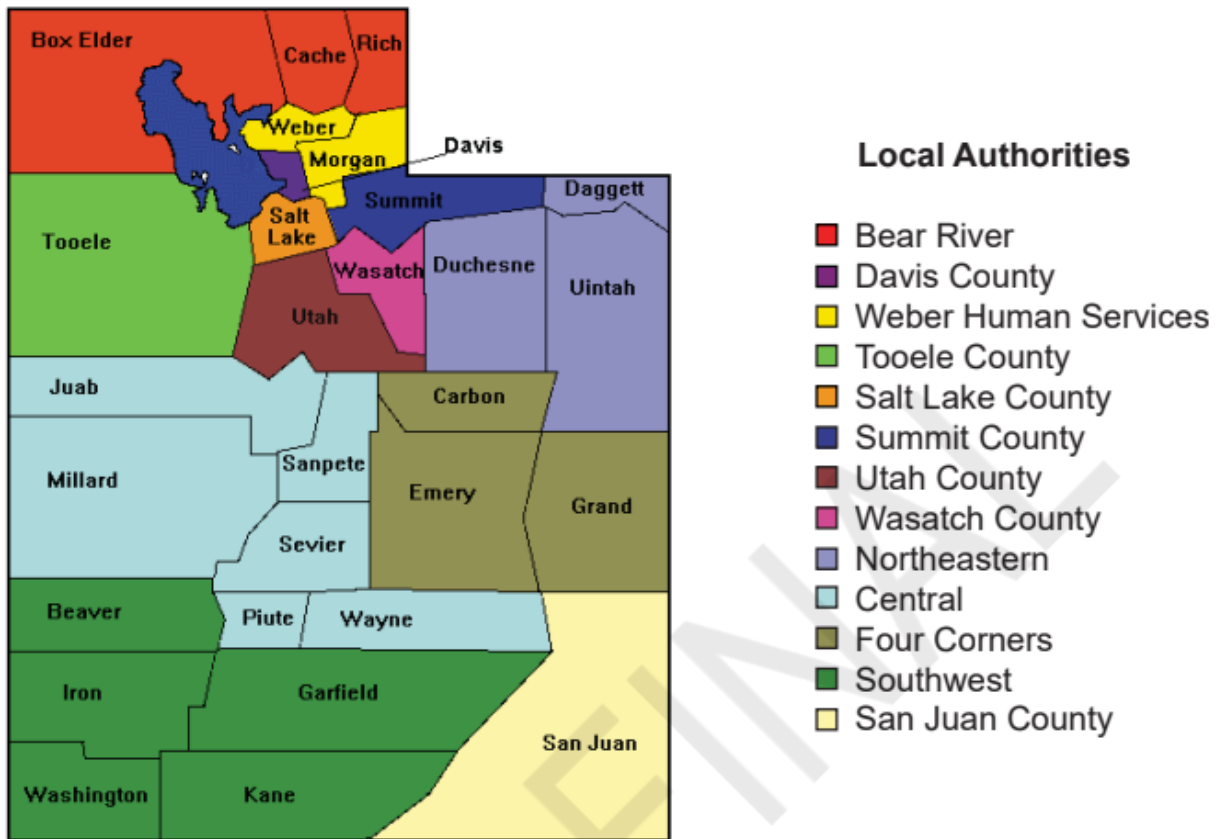 Box Elder
Cache
Rich
Weber
Morgan
Davis
Summit
Daggett
Salt
Lake
Tooele
Wasatch
Duchesne
Uintah
Utah
Juab
Carbon
Millard
Sanpete
Emery
Grand
Sevier
Beaver
Piute
Wayne
Iron
Garfield
San Juan
Washington
Kane
Local Authorities
Bear River
Davis County
Weber Human Services
Tooele County
Salt Lake County
Summit County
Utah County
Wasatch County
Northeastern
Central
Four Corners
Southwest
San Juan County
FINAL